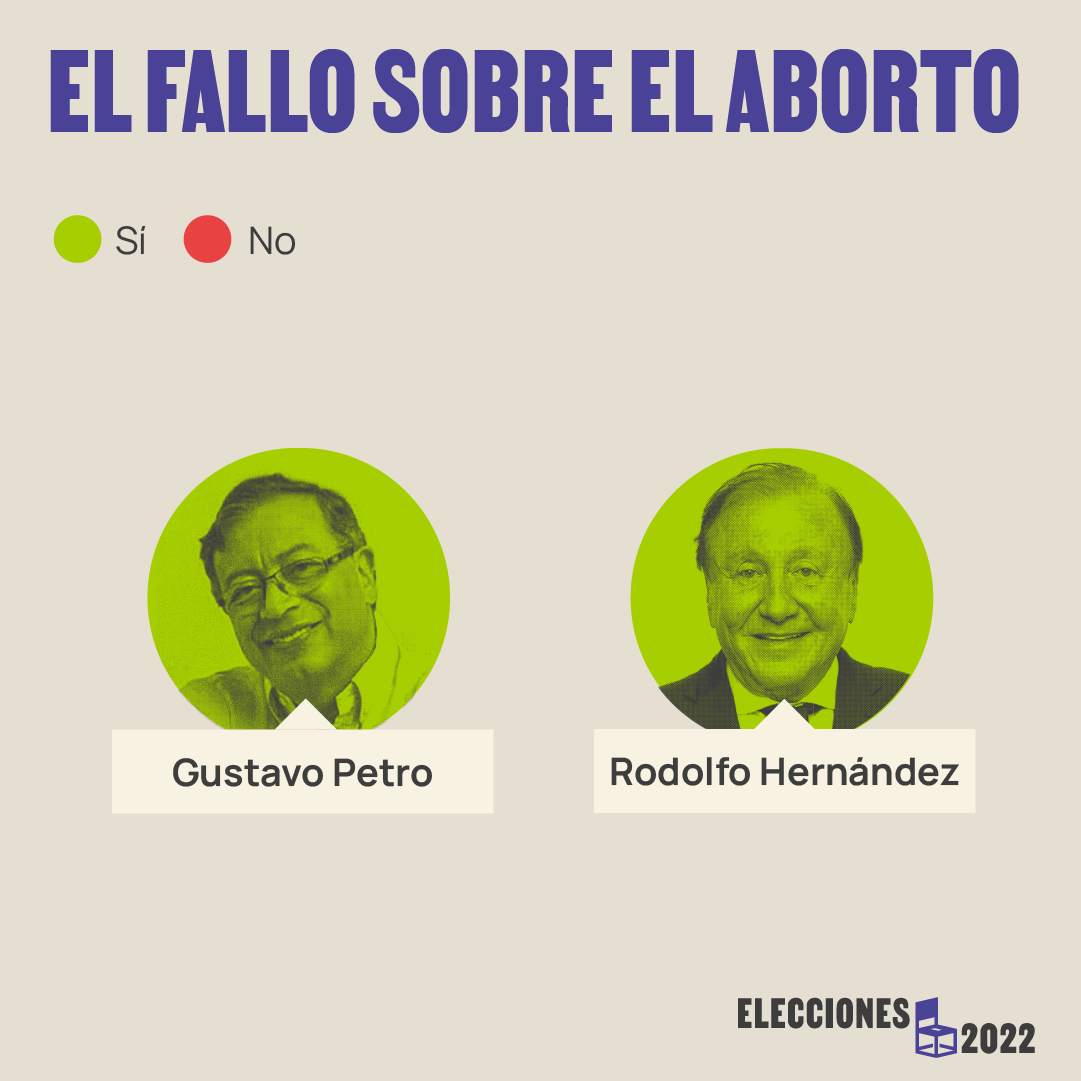 EL FALLO SOBRE EL ABORTO
Sí No
Gustavo Petro
Rodolfo Hernández
ELECCIONES
2022